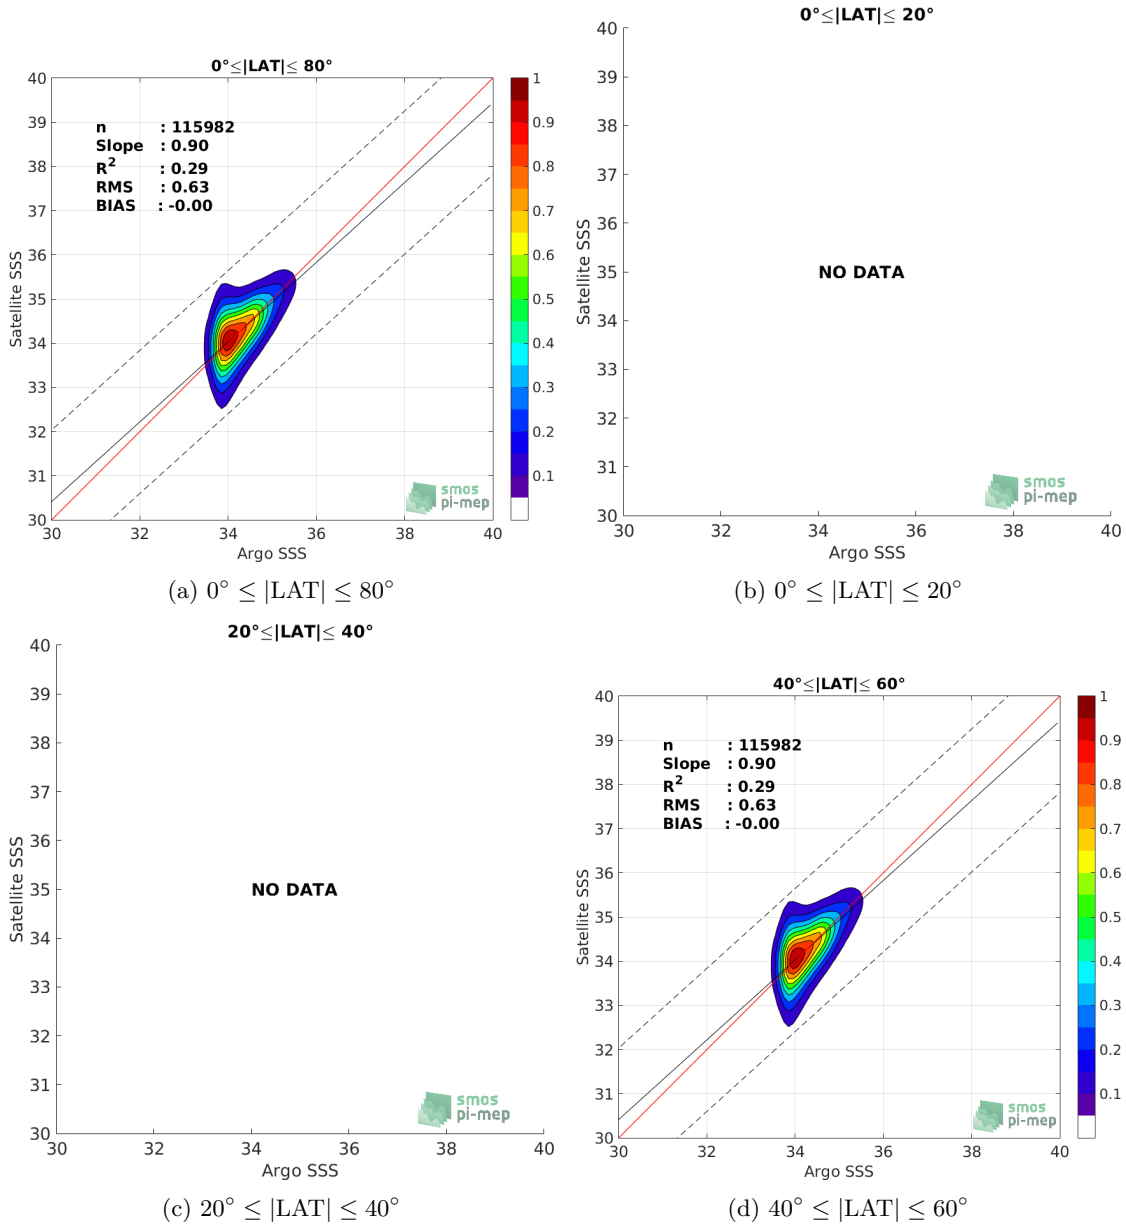 0°≤|LAT|≤ 80°
40
39
38
37
36
35
34
33
32
31
30
Satellite SSS
n : 115982
Slope : 0.90
R2 : 0.29
RMS : 0.63
BIAS : -0.00
smos
pi-mep
30 32 34 36 38 40
Argo SSS
1
0.9
0.8
0.7
0.6
0.5
0.4
0.3
0.2
0.1
(a) 0° ≤ |LAT| ≤ 80°
0°≤|LAT|≤ 20°
40
39
38
37
36
35
34
33
32
31
30
Satellite SSS
NO DATA
smos
pi-mep
30 32 34 36 38 40
Argo SSS
(b) 0° ≤ |LAT| ≤ 20°
20°≤|LAT|≤ 40°
40
39
38
37
36
35
34
33
32
31
30
Satellite SSS
NO DATA
smos
pi-mep
30 32 34 36 38 40
Argo SSS
(c) 20° ≤ |LAT| ≤ 40°
40°≤|LAT|≤ 60°
40
39
38
37
36
35
34
33
32
31
30
Satellite SSS
n : 115982
Slope : 0.90
R2 : 0.29
RMS : 0.63
BIAS : -0.00
smos
pi-mep
30 32 34 36 38 40
Argo SSS
1
0.9
0.8
0.7
0.6
0.5
0.4
0.3
0.2
0.1
(d) 40° ≤ |LAT| ≤ 60°